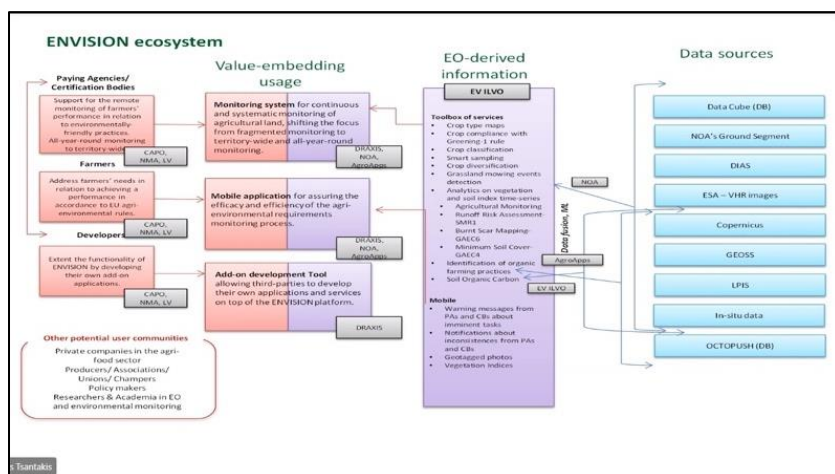 ENVISION ecosystem
Paying Agencies/
Certification Bodies
Support for the remote
monitoring of farmers'
performance in relation
to environmentally-
friendly practices.
All-year-round monitoring
to territory wide
CAPO,
NMA, LV
Farmers
Address farmers' needs in
relation to achieving a
performance in
accordance to EU agri-
environmental rules.
CAPO,
NMA, LV
Developers
Extent the functionality of
ENVISION by developing
their own add-on
applications.
CAPO,
NMA, LV
Other potential user communities
Private companies in the agri-
food sector
Producers/ Associations/
Unions/ Champers
Policy makers
Researchers & Academia in EO
and environmental monitoring
Value-embedding
usage
Monitoring system for continuous
and systematic monitoring of
agricultural land, shifting the focus
from fragmented monitoring to
territory-wide and all-year-round
monitoring.
DRAXIS,
NOA,
AgroApps
Mobile application for assuring the
efficacy and efficiency of the agri-
environmental requirements
monitoring process.
DRAXIS,
NOA,
AgroApps
Add-on development Tool
allowing third-parties to develop
their own applications and services
on top of the ENVISION platform.
DRAXIS
EO-derived
information
EV ILVO
Toolbox of services
• Crop type maps
• Crop compliance with
Greening-1 rule
• Crop classification
• Smart sampling
• Crop diversification
• Grassland mowing events
detection
• Analytics on vegetation
and soil index time-series
• Agricultural Monitoring
• Runoff Risk Assessment-
SMR1
• Burnt Scar Mapping-
GAEC6
• Minimum Soil Cover-
GAEC4
• Identification of organic
farming practices
• Soil Organic Carbon
Mobile
• Warning messages from
PAs and CBs about
imminent tasks
• Notifications about
inconsistences from PAs
and CBs
• Geotagged photos
• Vegetation indices
Data fusion, ML
NOA
AgroApps
EV ILVO
Data sources
Data Cube (DB)
NOA's Ground Segment
DIAS
ESA – VHR images
Copernicus
GEOSS
LPIS
In-situ data
OCTOPUSH (DB)
s Tsantakis